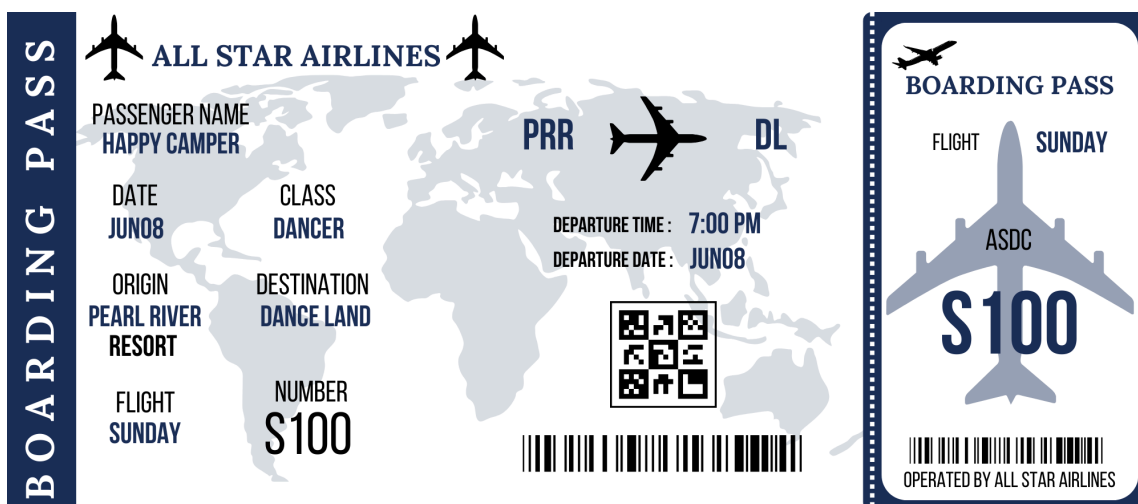 BOARDING PASS
ALL STAR AIRLINES
PASSENGER NAME
HAPPY CAMPER
DATE
JUN08
CLASS
DANCER
ORIGIN
PEARL RIVER
RESORT
DESTINATION
DANCE LAND
FLIGHT
SUNDAY
NUMBER
S100
PRR
DL
DEPARTURE TIME : 7:00 PM
DEPARTURE DATE : JUN08
BOARDING PASS
FLIGHT SUNDAY
ASDC
S100
OPERATED BY ALL STAR AIRLINES